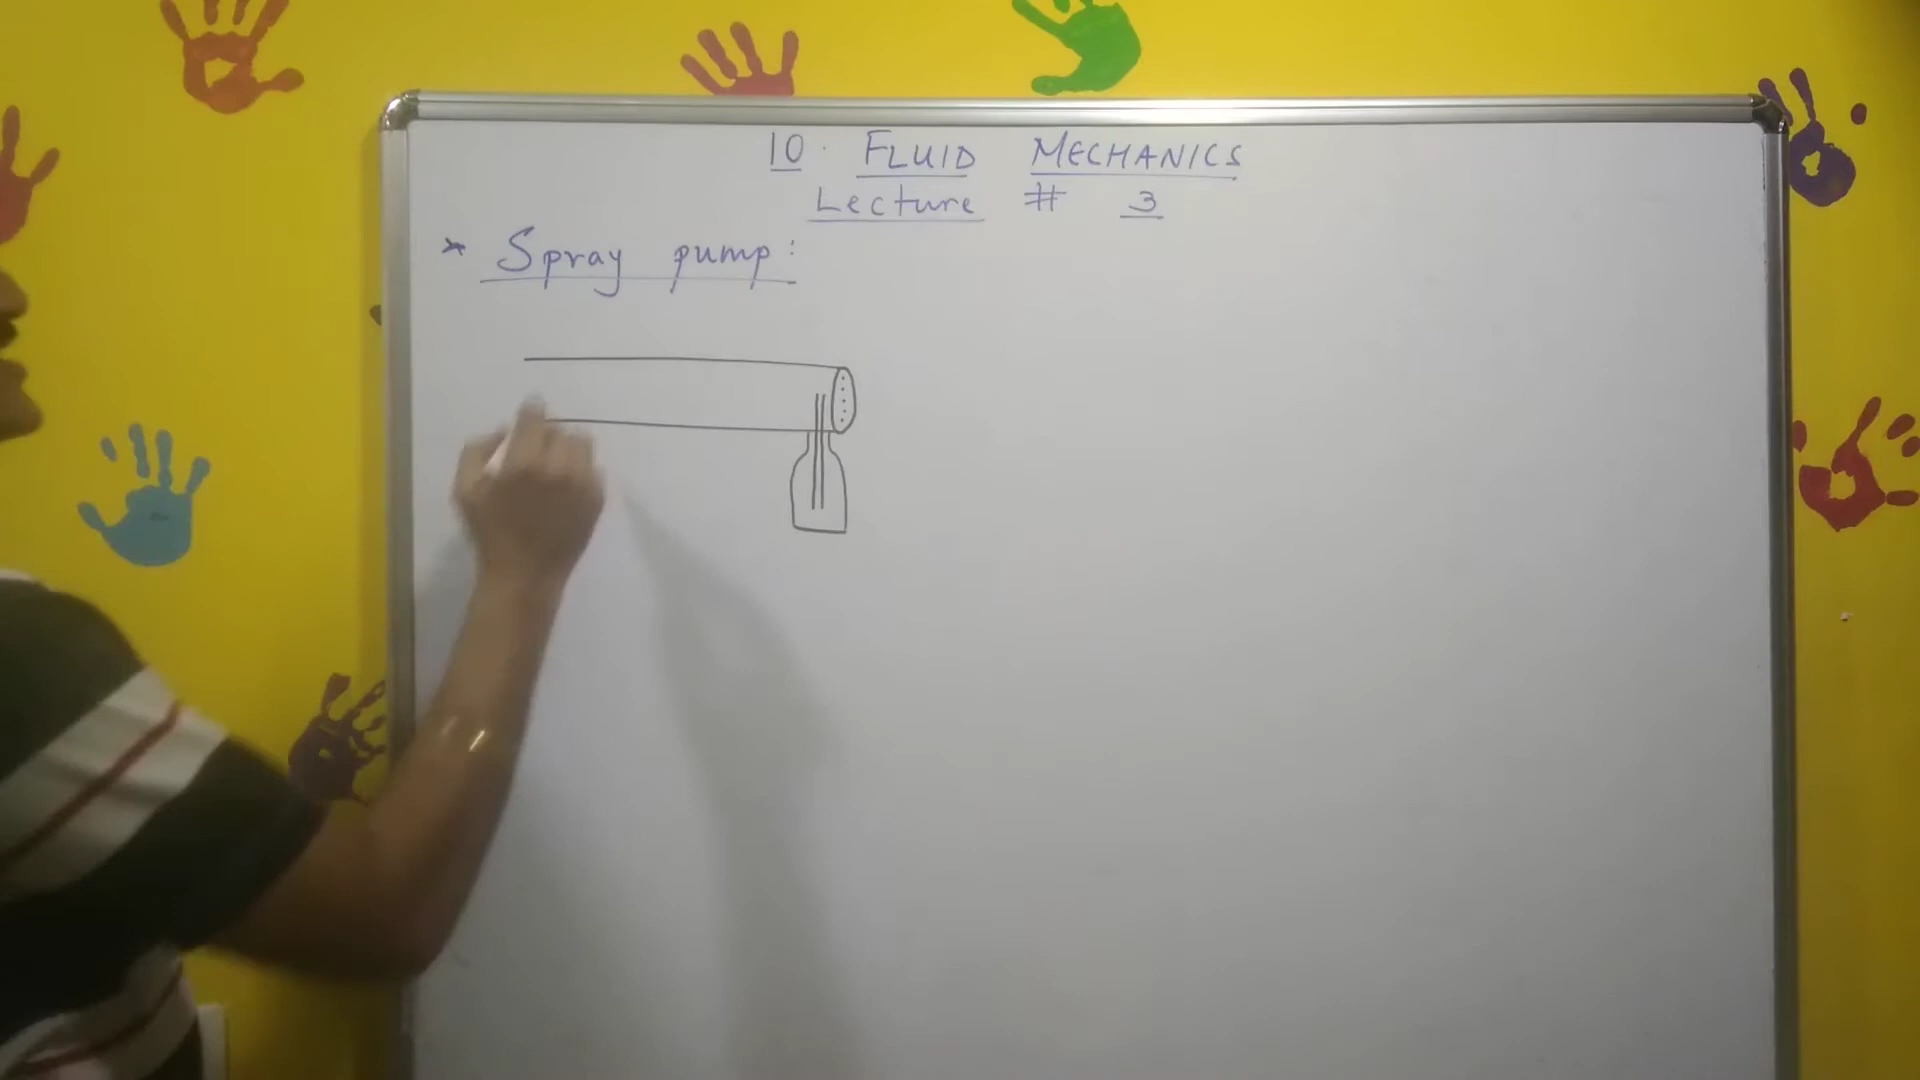 10. FLUID MECHANICS
Lecture # 3
* Spray pump: